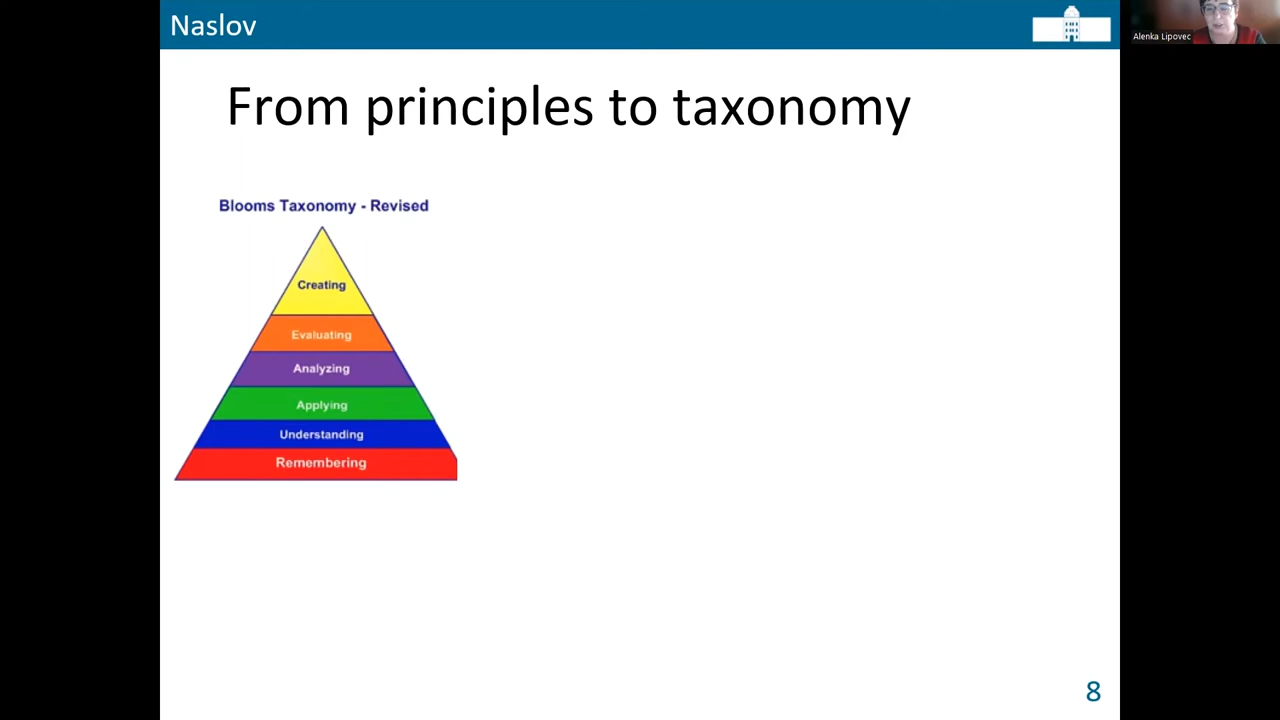 Naslov
Alenka Lipovec
From principles to taxonomy
Blooms Taxonomy - Revised
Creating
Evaluating
Analyzing
Applying
Understanding
Remembering
8